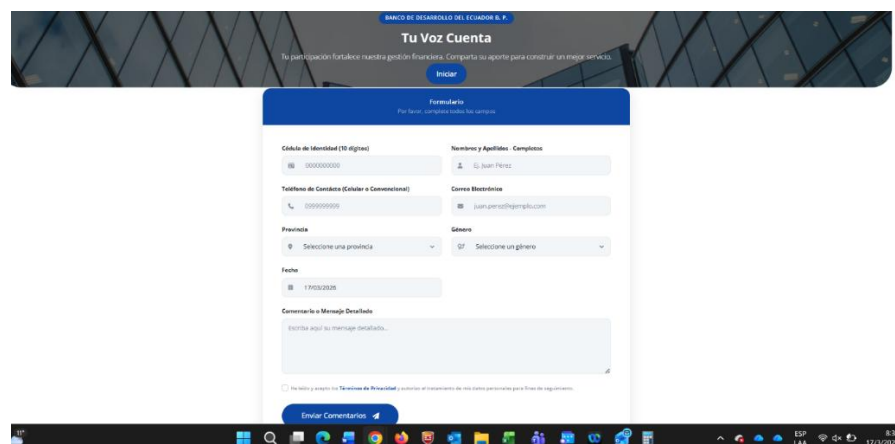 BANCO DE DESARROLLO DEL ECUADOR B. P.
Tu Voz Cuenta
Tu participación fortalece nuestra gestión financiera. Comparta su aporte para construir un mejor servicio.
Iniciar
Formulario
Por favor, complete todos los campos
Cédula de Identidad (10 dígitos)
Nombres y Apellidos - Completos
0000000000
Ej. Juan Pérez
Teléfono de Contácto (Celular o Convencional)
Correo Electrónico
0999999999
juan.perez@ejemplo.com
Provincia
Género
Seleccione una provincia
Seleccione un género
Fecha
17/03/2026
Comentario o Mensaje Detallado
Escriba aquí su mensaje detallado...
He leído y acepto los Términos de Privacidad y autorizo el tratamiento de mis datos personales para fines de seguimiento.
Enviar Comentarios
11°
ESP
LAA